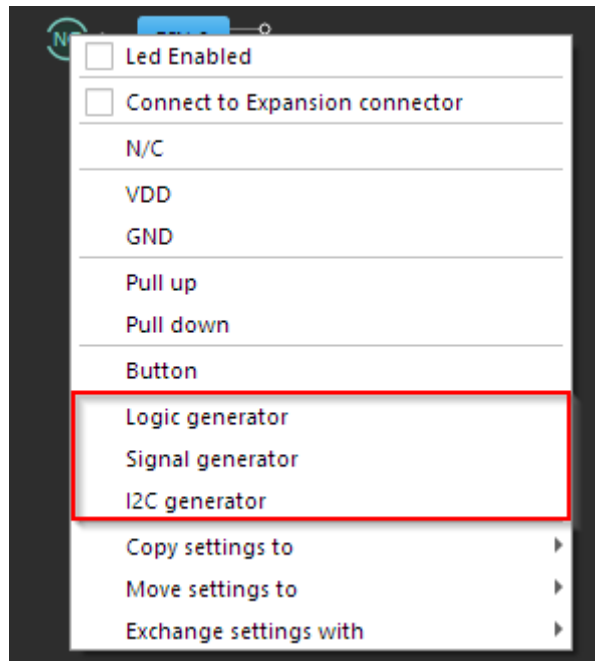 Led Enabled
Connect to Expansion connector
N/C
VDD
GND
Pull up
Pull down
Button
Logic generator
Signal generator
I2C generator
Copy settings to
Move settings to
Exchange settings with